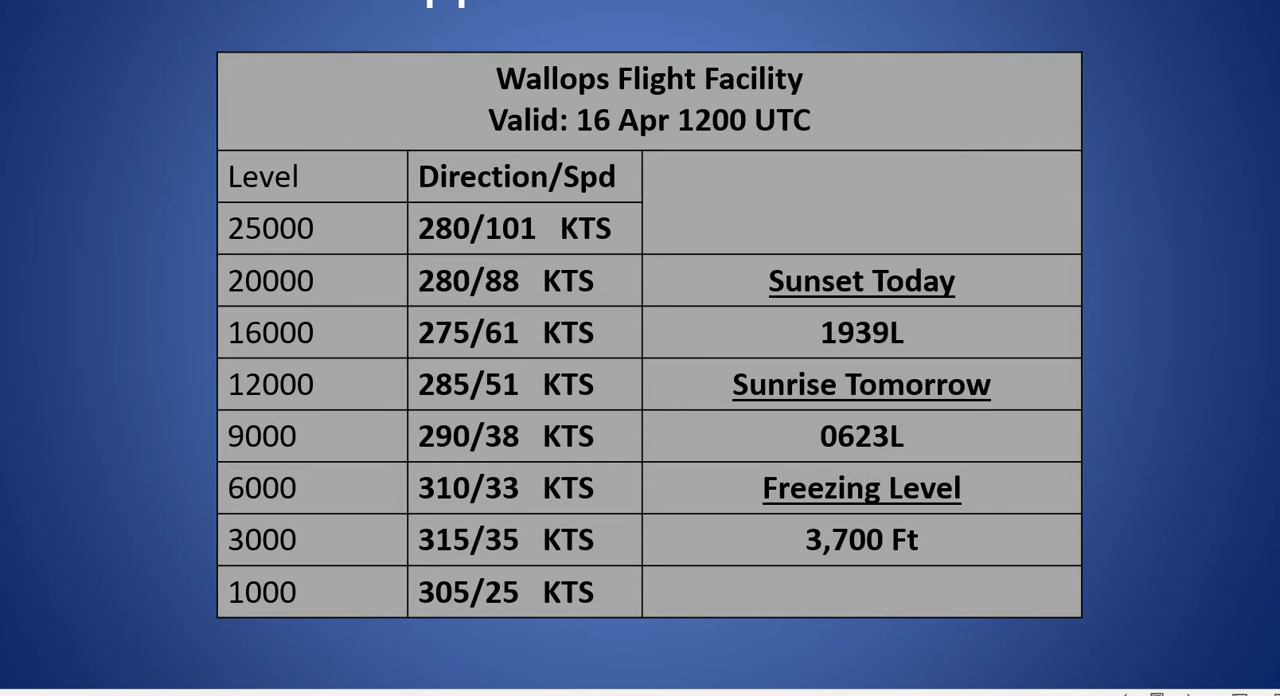 Wallops Flight Facility
Valid: 16 Apr 1200 UTC
Level Direction/Spd
25000 280/101 KTS
20000 280/88 KTS Sunset Today
16000 275/61 KTS 1939L
12000 285/51 KTS Sunrise Tomorrow
9000 290/38 KTS 0623L
6000 310/33 KTS Freezing Level
3000 315/35 KTS 3,700 Ft
1000 305/25 KTS